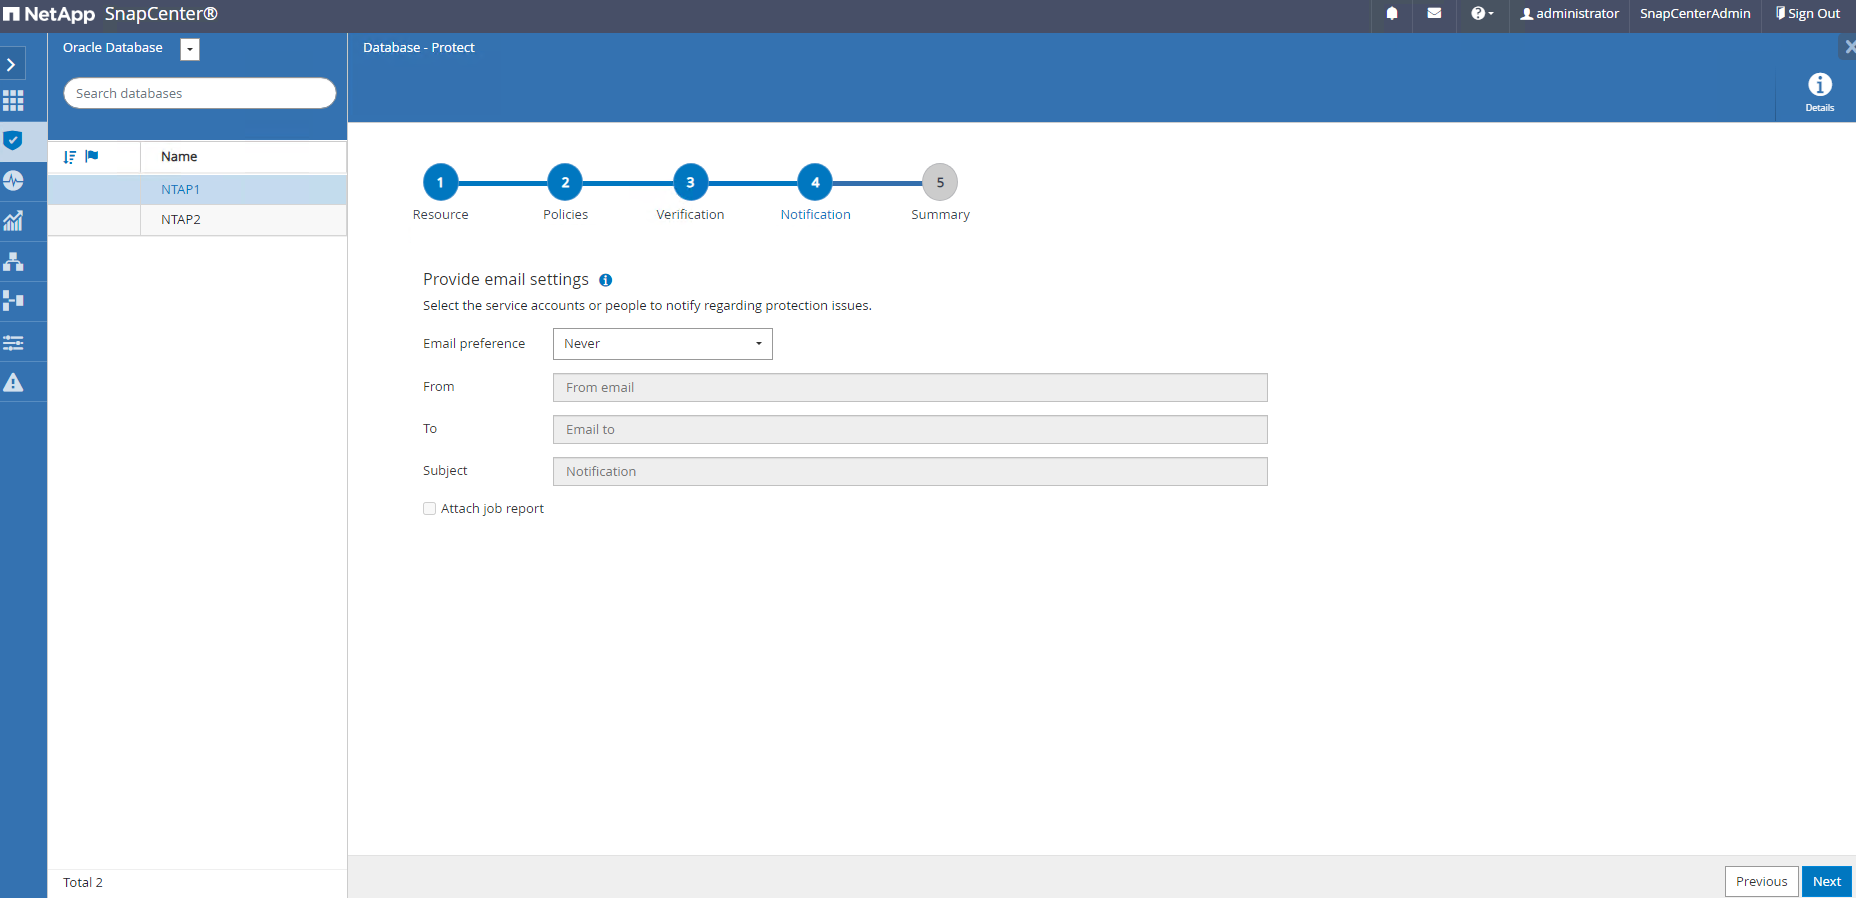 NetApp SnapCenter®
administrator SnapCenterAdmin Sign Out
Oracle Database
Search databases
Name
NTAP1
NTAP2
Total 2
Database - Protect
Details
1 2 3 4 5
Resource Policies Verification Notification Summary
Provide email settings
Select the service accounts or people to notify regarding protection issues.
Email preference Never
From From email
To Email to
Subject Notification
Attach job report
Previous Next